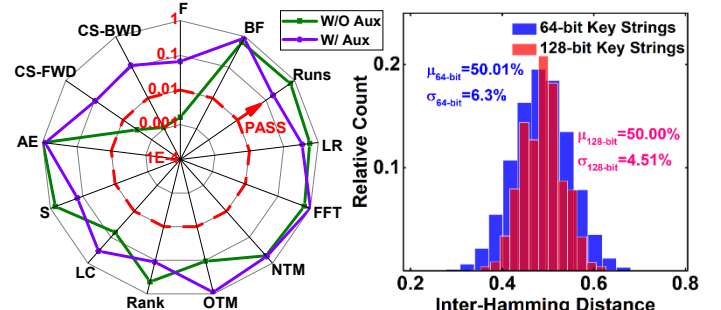 F
BF
Runs
LR
FFT
NTM
OTM
Rank
LC
S
AE
CS-FWD
CS-BWD
1
0.1
0.01
0.001
1E-4
PASS
W/O Aux
W/ Aux
64-bit Key Strings
128-bit Key Strings
μ64-bit=50.01%
σ64-bit=6.3%
μ128-bit=50.00%
σ128-bit=4.51%
Relative Count
0.2
0.1
0.2 0.4 0.6 0.8
Inter-Hamming Distance